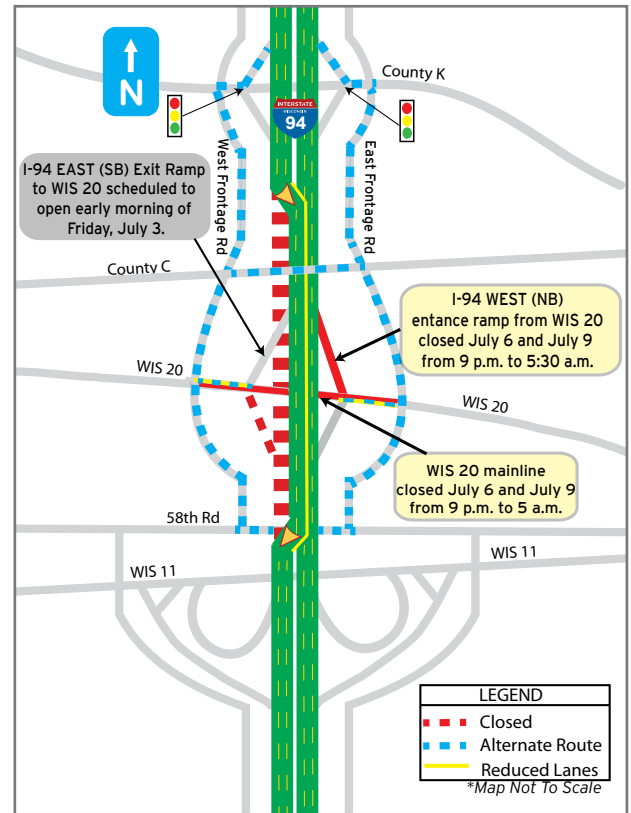 N
County K
INTERSTATE
WISCONSIN
94
West Frontage Rd
East Frontage Rd
I-94 EAST (SB) Exit Ramp
to WIS 20 scheduled to
open early morning of
Friday, July 3.
County C
I-94 WEST (NB)
entrance ramp from WIS 20
closed July 6 and July 9
from 9 p.m. to 5:30 a.m.
WIS 20
WIS 20
WIS 20 mainline
closed July 6 and July 9
from 9 p.m. to 5 a.m.
58th Rd
WIS 11
WIS 11
LEGEND
Closed
Alternate Route
Reduced Lanes
*Map Not To Scale